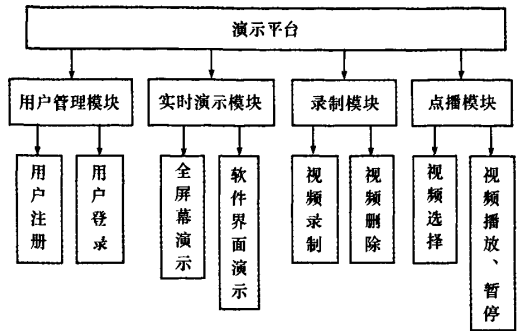 演示平台
用户管理模块
实时演示模块
录制模块
点播模块
用户注册
用户登录
全屏幕演示
软件界面演示
视频录制
视频删除
视频选择
视频播放、暂停